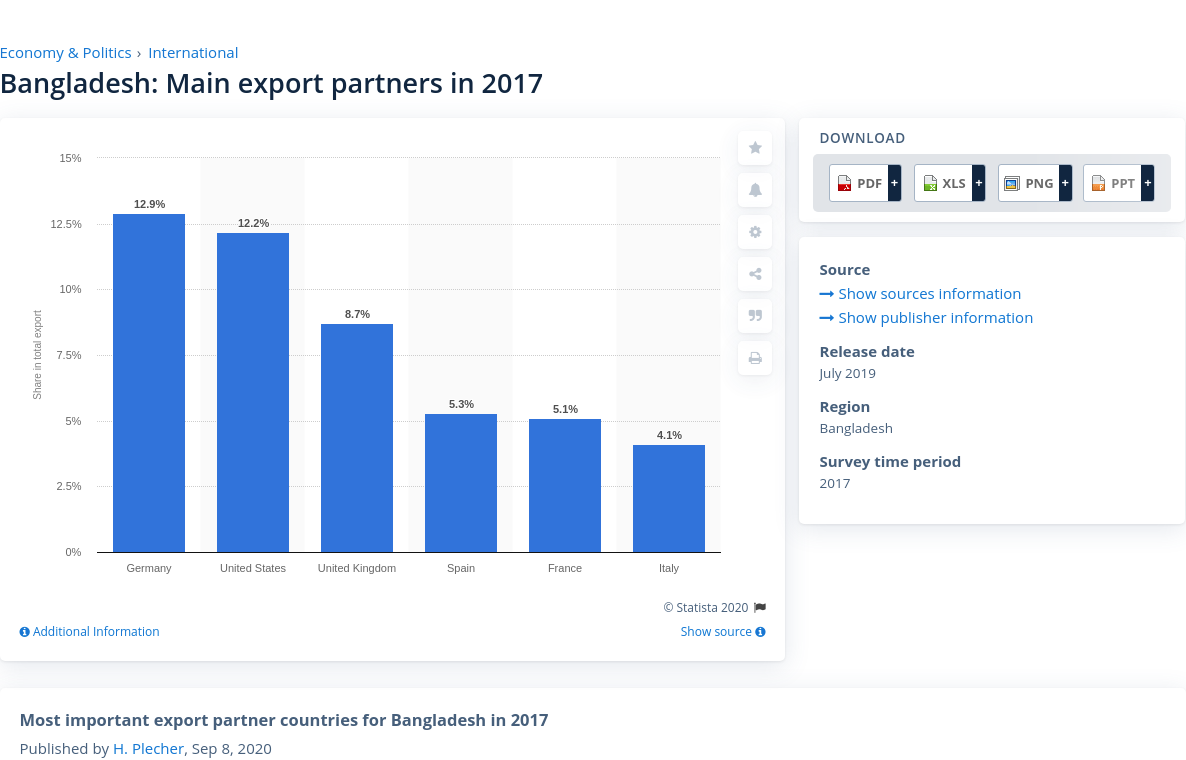 Economy & Politics › International
Bangladesh: Main export partners in 2017
15%
12.5%
10%
7.5%
5%
2.5%
0%
Share in total export
12.9%
12.2%
8.7%
5.3%
5.1%
4.1%
Germany
United States
United Kingdom
Spain
France
Italy
© Statista 2020
Additional Information
Show source
DOWNLOAD
PDF +
XLS +
PNG +
PPT +
Source
Show sources information
Show publisher information
Release date
July 2019
Region
Bangladesh
Survey time period
2017
Most important export partner countries for Bangladesh in 2017
Published by H. Plecher, Sep 8, 2020